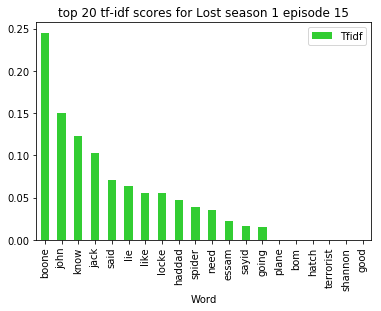 top 20 tf-idf scores for Lost season 1 episode 15
Tfidf
0.25
0.20
0.15
0.10
0.05
0.00
boone
john
know
jack
said
lie
like
locke
haddad
spider
need
essam
sayid
going
plane
bom
hatch
terrorist
shannon
good
Word